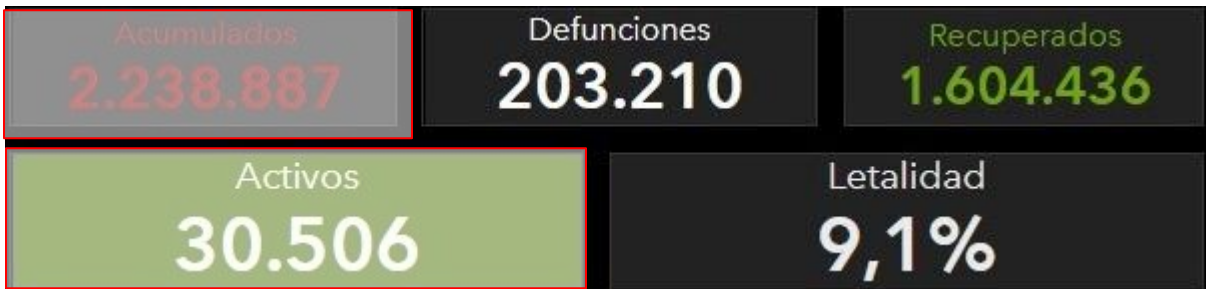 Acumulados
2.238.887
Defunciones
203.210
Recuperados
1.604.436
Activos
30.506
Letalidad
9,1%